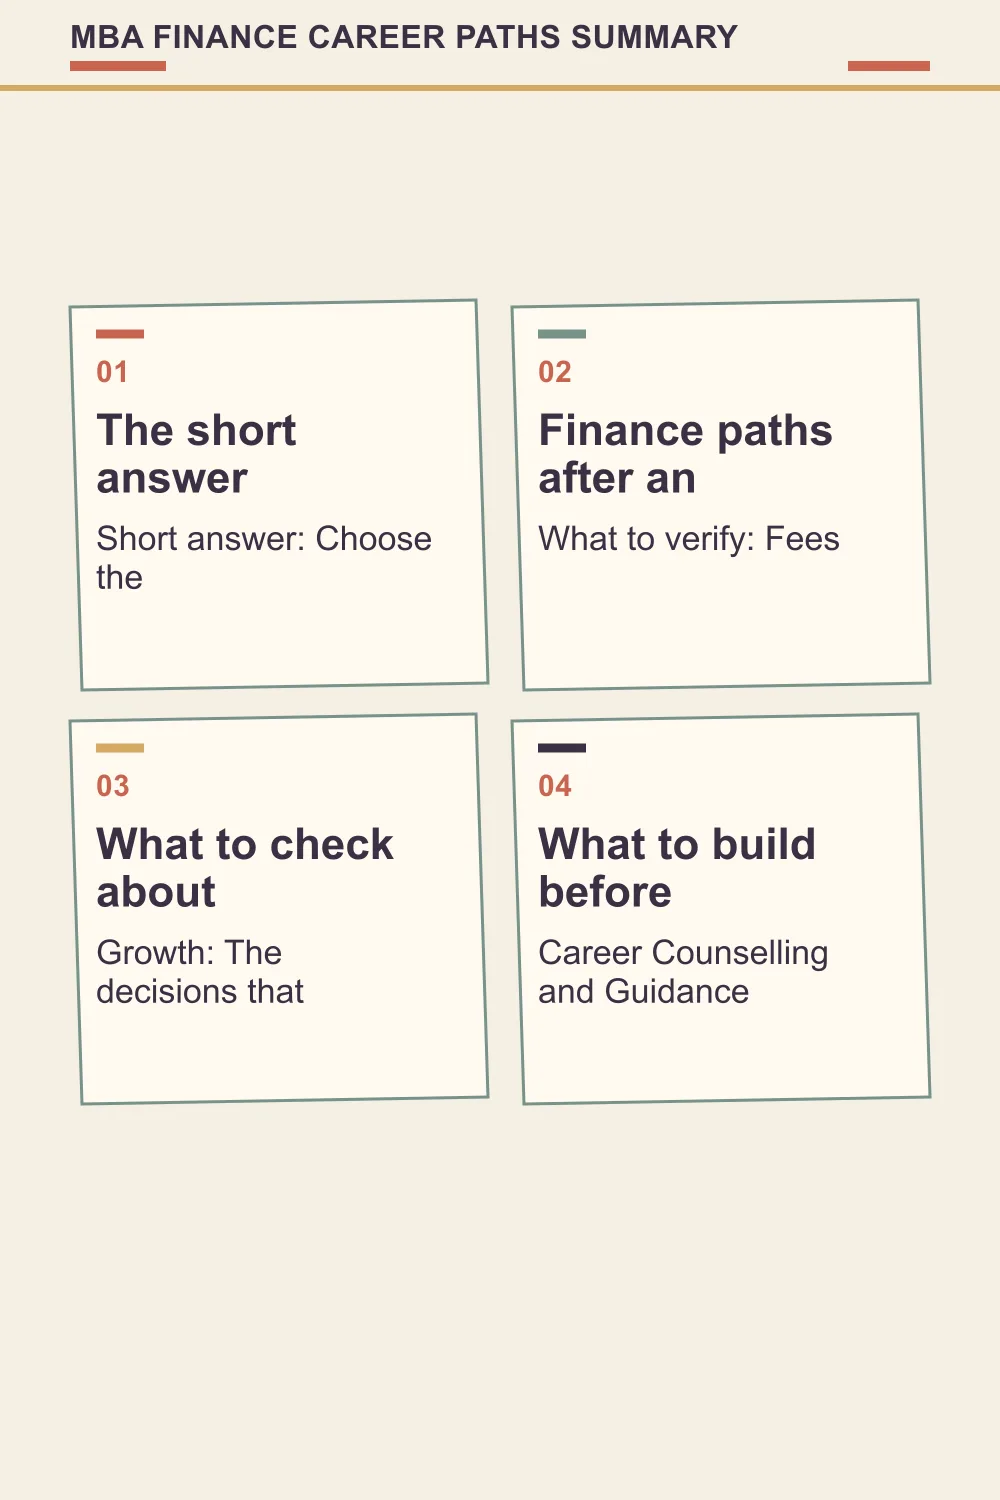 MBA FINANCE CAREER PATHS SUMMARY
01
The short
answer
Short answer: Choose
the
02
Finance paths
after an
What to verify: Fees
03
What to check
about
Growth: The
decisions that
04
What to build
before
Career Counselling
and Guidance